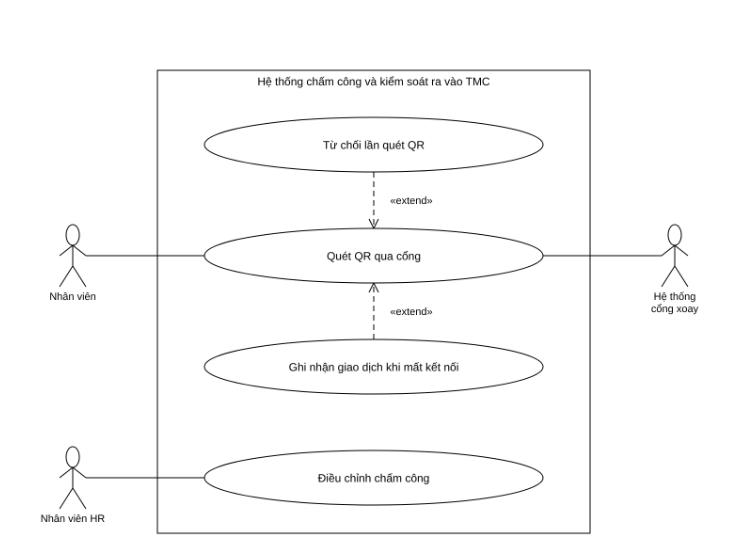 Hệ thống chấm công và kiểm soát ra vào TMC
Từ chối lần quét QR
«extend»
Quét QR qua cổng
Nhân viên
Hệ thống
cổng xoay
«extend»
Ghi nhận giao dịch khi mất kết nối
Điều chỉnh chấm công
Nhân viên HR